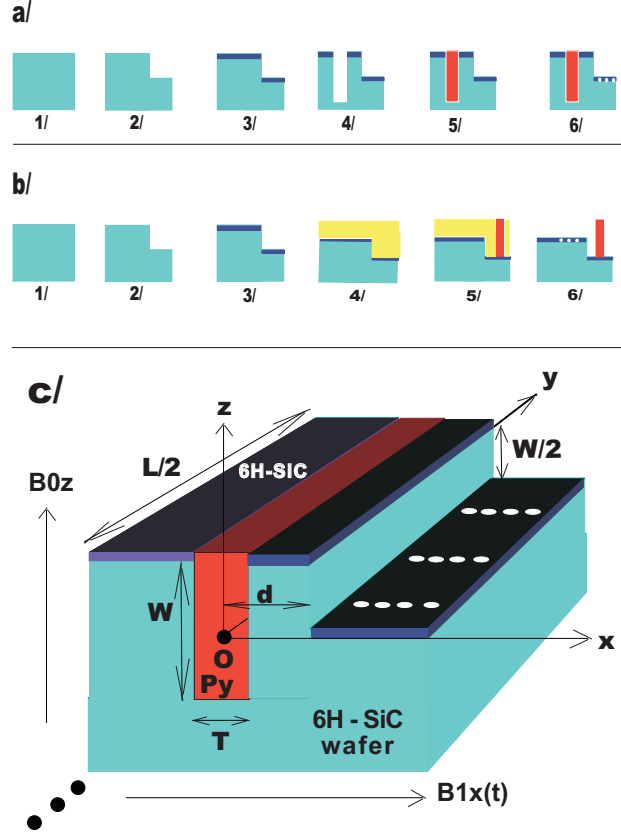 a/
1/ 2/ 3/ 4/ 5/ 6/
b/
1/ 2/ 3/ 4/ 5/ 6/
c/
y
z
W/2
L/2
6H-SIC
B0z
d
W
x
O
Py
6H - SiC
T
wafer
B1x(t)